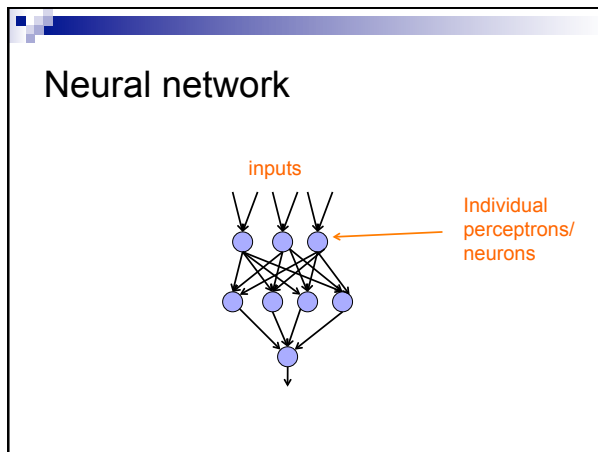 Neural network
inputs
Individual
perceptrons/
neurons